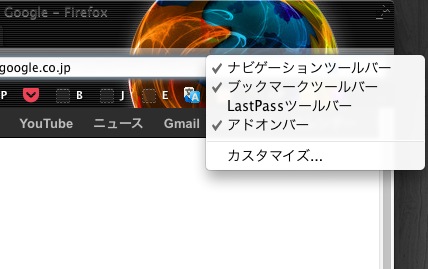 Google – Firefox
google.co.jp
ナビゲーションツールバー
ブックマークツールバー
LastPassツールバー
アドオンバー
カスタマイズ...
P B J E
YouTube ニュース Gmail